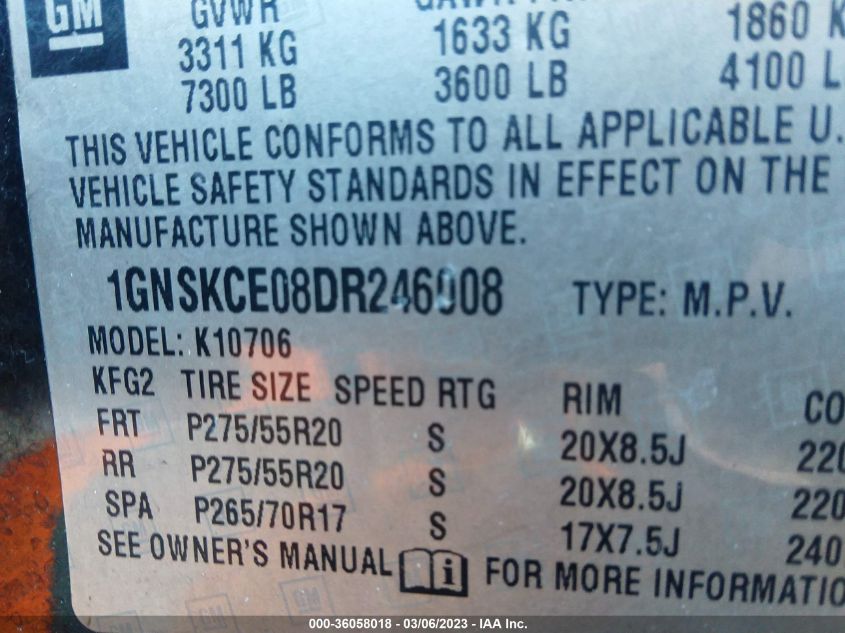 GM
GVWR
3311 KG 1633 KG 1860 K
7300 LB 3600 LB 4100 L
THIS VEHICLE CONFORMS TO ALL APPLICABLE U.
VEHICLE SAFETY STANDARDS IN EFFECT ON THE
MANUFACTURE SHOWN ABOVE.
1GNSKCE08DR246008 TYPE: M.P.V.
MODEL: K10706
KFG2 TIRE SIZE SPEED RTG RIM CO
FRT P275/55R20 S 20X8.5J 220
RR P275/55R20 S 20X8.5J 220
SPA P265/70R17 S 17X7.5J 240
SEE OWNER'S MANUAL i FOR MORE INFORMATIO
000-36058018 - 03/06/2023 - IAA Inc.